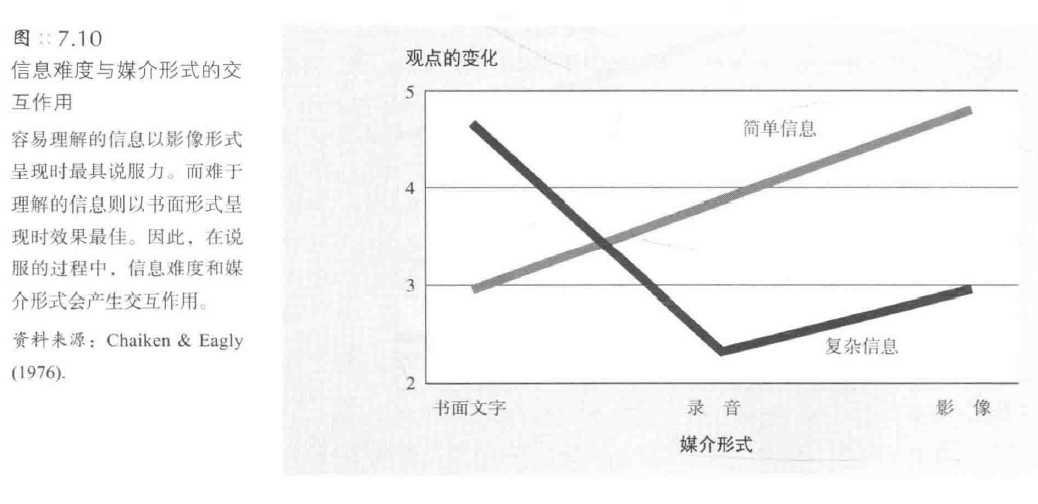 图::7.10
信息难度与媒介形式的交
互作用
容易理解的信息以影像形式
呈现时最具说服力。而难于
理解的信息则以书面形式呈
现时效果最佳。因此，在说
服的过程中，信息难度和媒
介形式会产生交互作用。
资料来源：Chaiken & Eagly
(1976).
观点的变化
5
简单信息
4
3
复杂信息
2
书面文字 录 音 影 像
媒介形式